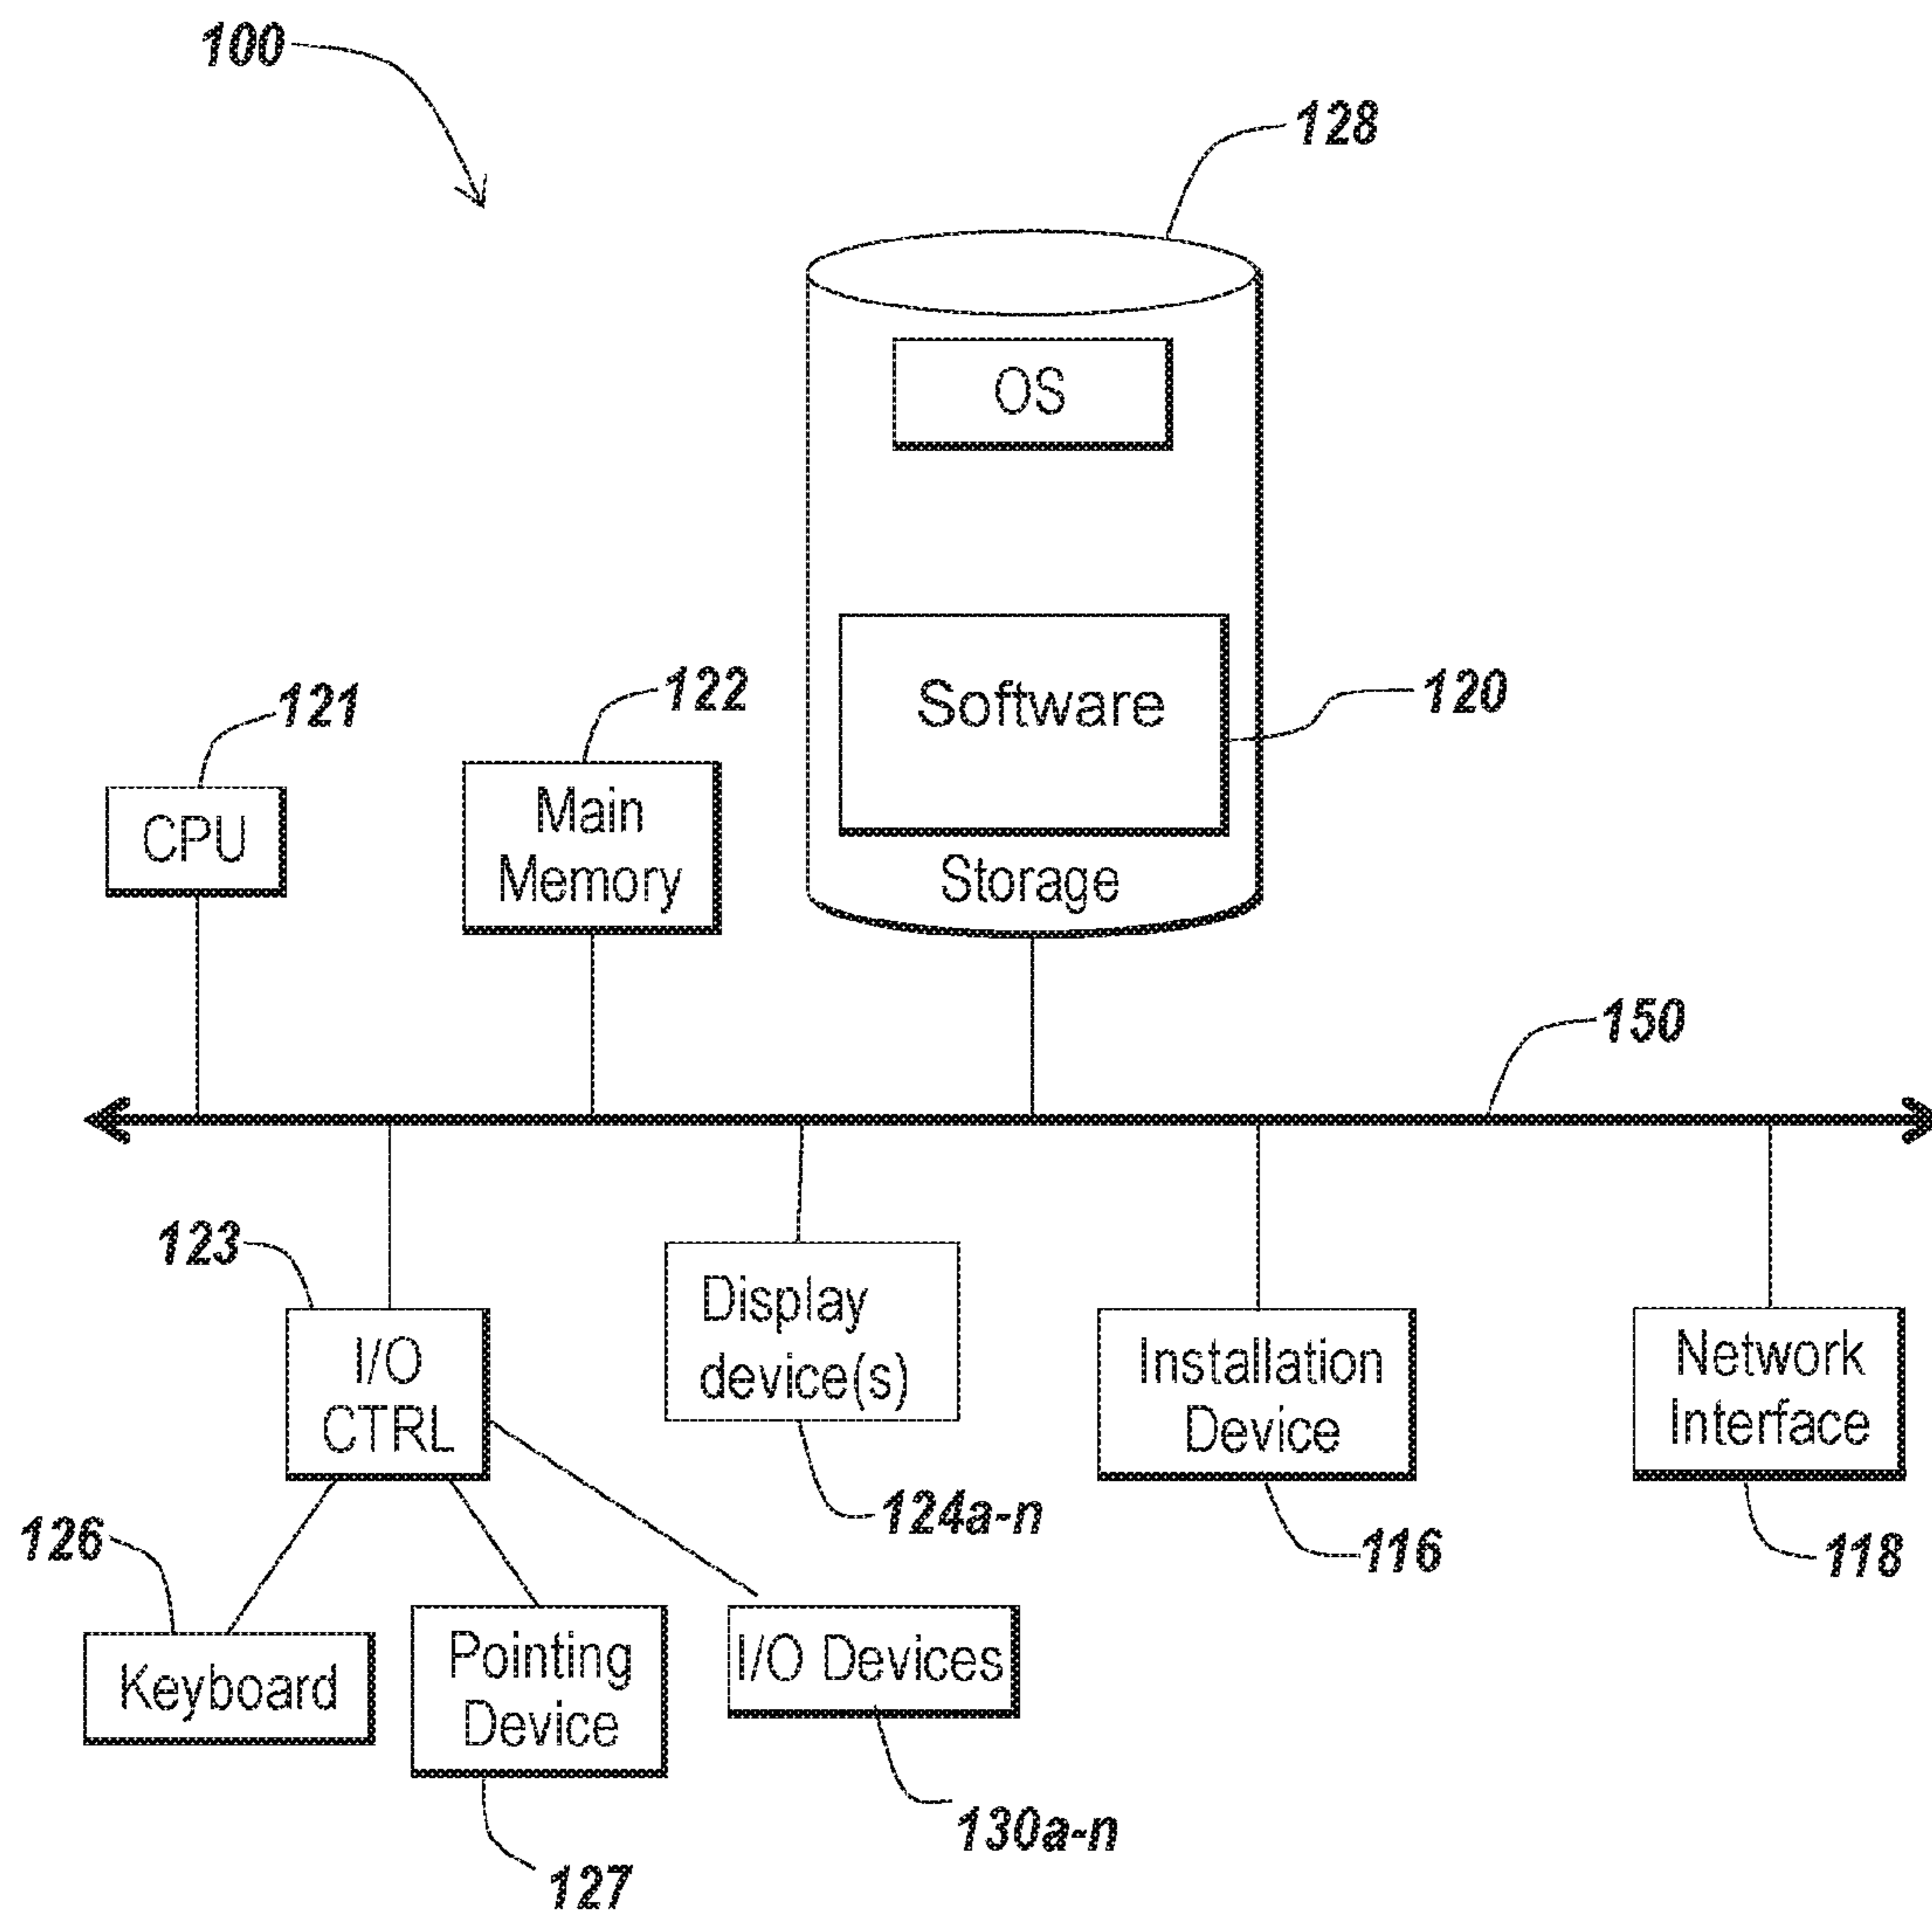 100
128
OS
121
122
Software
120
CPU
Main
Memory
Storage
150
123
Display
device(s)
I/O
CTRL
Installation
Device
Network
Interface
124a-n
126
116
118
Keyboard
Pointing
Device
I/O Devices
130a-n
127